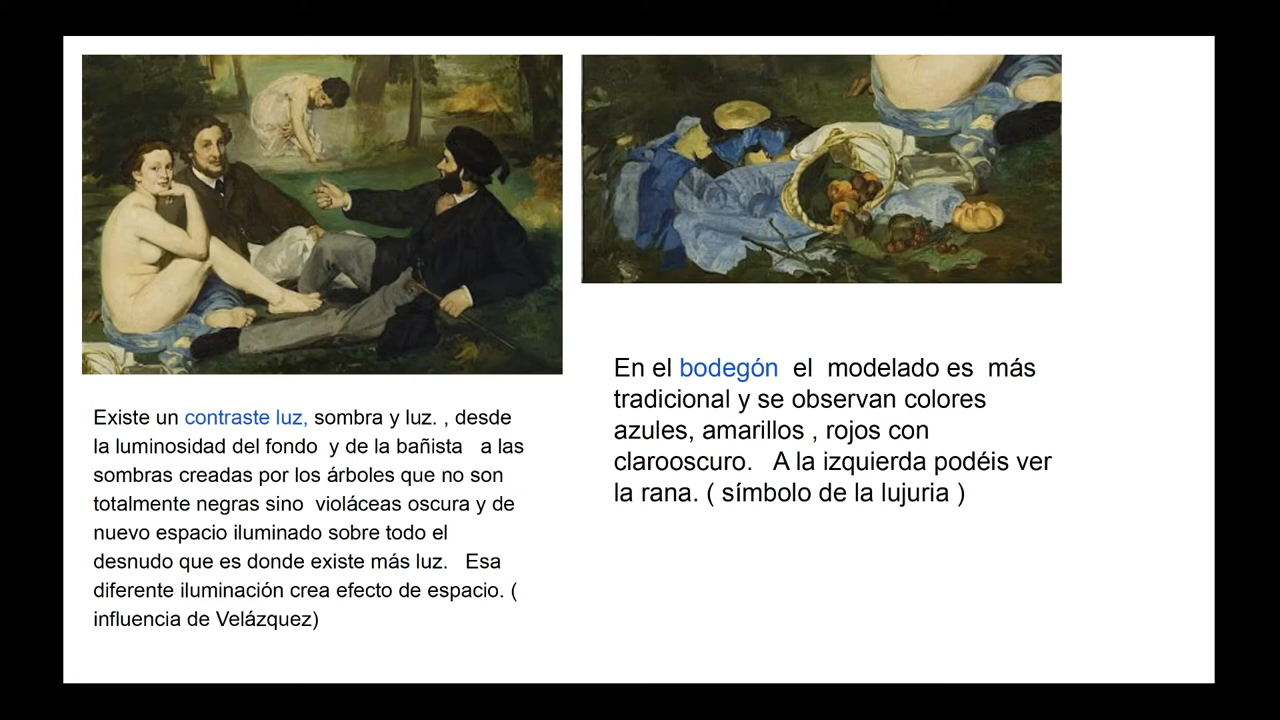 Existe un contraste luz, sombra y luz. , desde
la luminosidad del fondo y de la bañista a las
sombras creadas por los árboles que no son
totalmente negras sino violáceas oscura y de
nuevo espacio iluminado sobre todo el
desnudo que es donde existe más luz. Esa
diferente iluminación crea efecto de espacio. (
influencia de Velázquez)
En el bodegón el modelado es más
tradicional y se observan colores
azules, amarillos , rojos con
clarooscuro. A la izquierda podéis ver
la rana. ( símbolo de la lujuria )